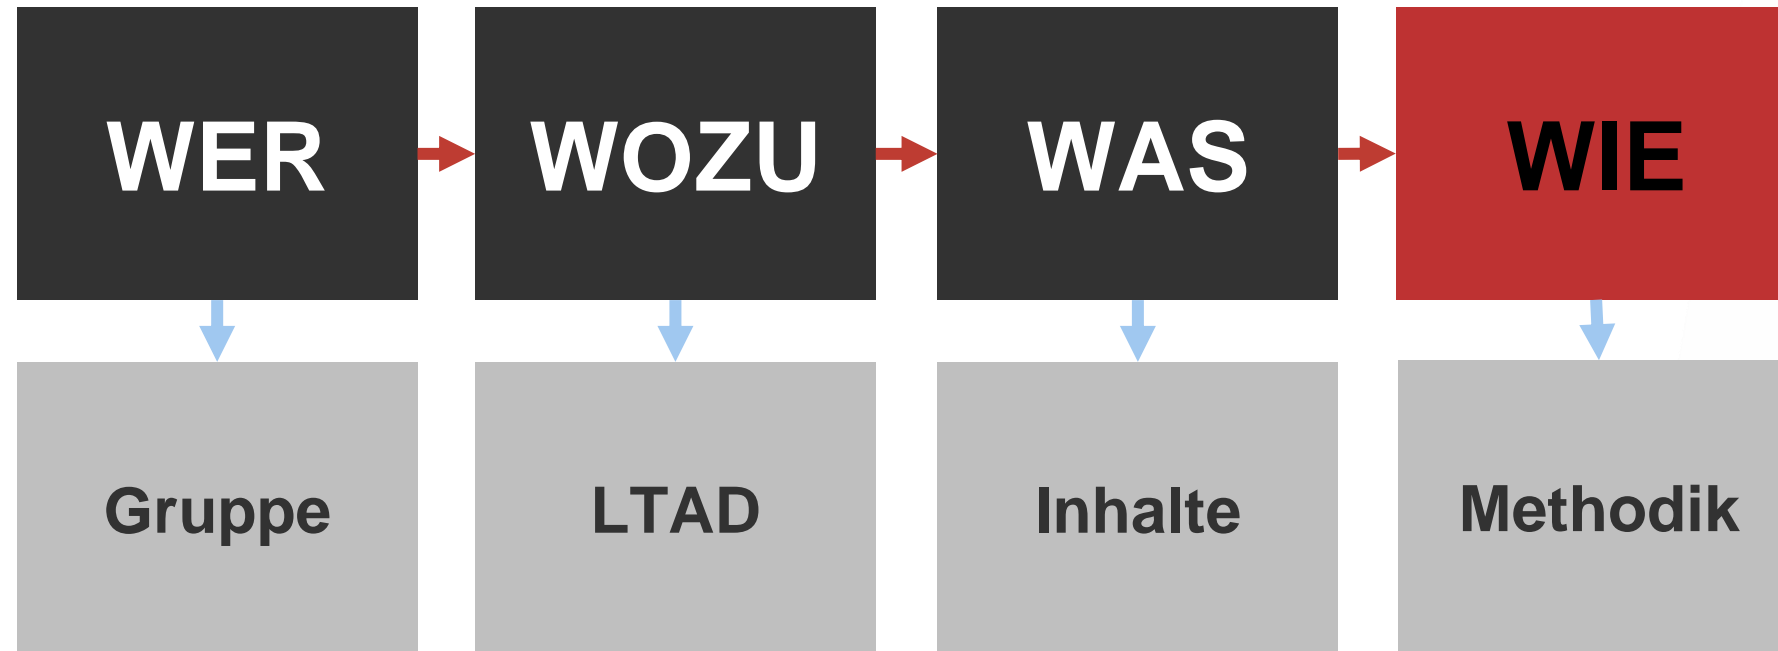 WER
WOZU
WAS
WIE
Gruppe
LTAD
Inhalte
Methodik